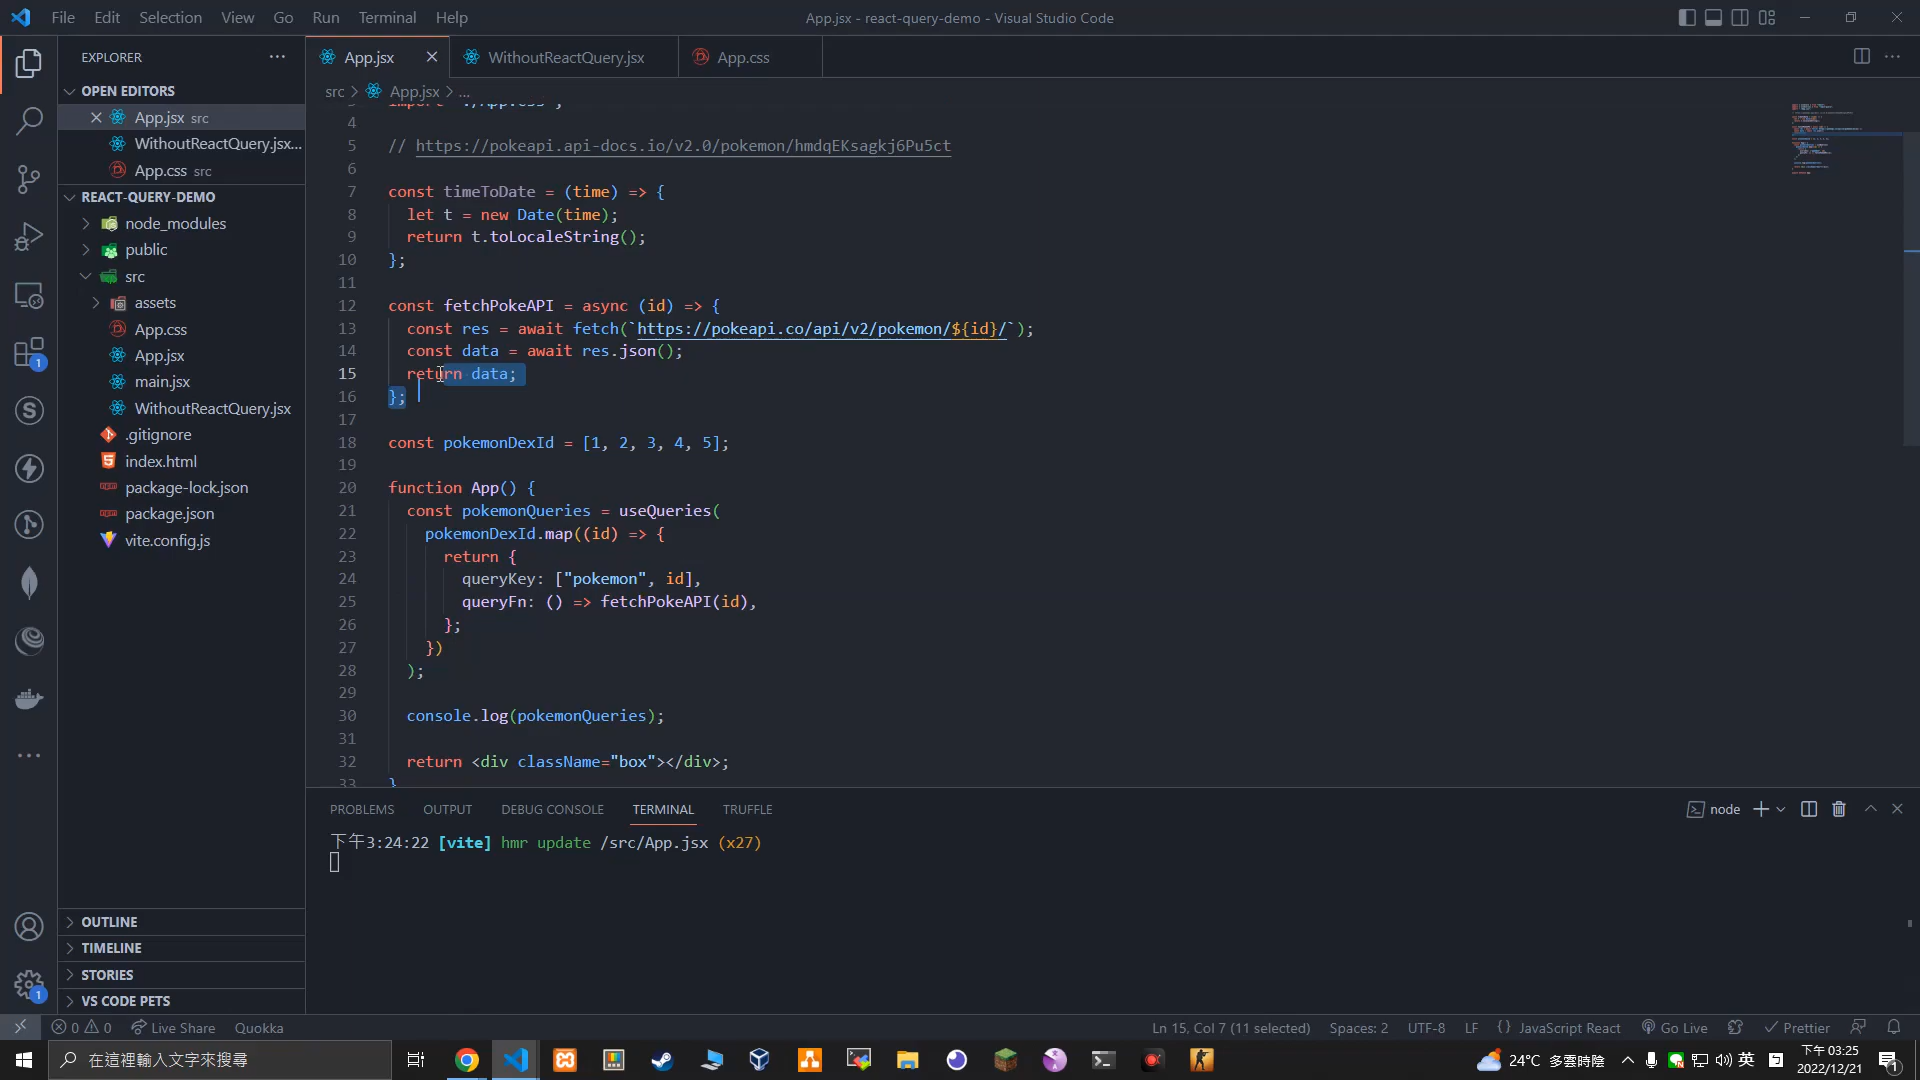 File Edit Selection View Go Run Terminal Help
App.jsx - react-query-demo - Visual Studio Code
EXPLORER
OPEN EDITORS
App.jsx src
WithoutReactQuery.jsx...
App.css src
REACT-QUERY-DEMO
node_modules
public
src
assets
App.css
App.jsx
main.jsx
WithoutReactQuery.jsx
.gitignore
index.html
package-lock.json
package.json
vite.config.js
OUTLINE
TIMELINE
STORIES
VS CODE PETS
App.jsx
WithoutReactQuery.jsx
App.css
src > App.jsx > ...
4
5 // https://pokeapi.api-docs.io/v2.0/pokemon/hmdqEKsagkj6Pu5ct
6
7 const timeToDate = (time) => {
8 let t = new Date(time);
9 return t.toLocaleString();
10 };
11
12 const fetchPokeAPI = async (id) => {
13 const res = await fetch(`https://pokeapi.co/api/v2/pokemon/${id}/`);
14 const data = await res.json();
15 return data;
16 };
17
18 const pokemonDexId = [1, 2, 3, 4, 5];
19
20 function App() {
21 const pokemonQueries = useQueries(
22 pokemonDexId.map((id) => {
23 return {
24 queryKey: ["pokemon", id],
25 queryFn: () => fetchPokeAPI(id),
26 };
27 })
28 );
29
30 console.log(pokemonQueries);
31
32 return <div className="box"></div>;
33 }
PROBLEMS OUTPUT DEBUG CONSOLE TERMINAL TRUFFLE
node
下午3:24:22 [vite] hmr update /src/App.jsx (x27)
0 0 Live Share Quokka
Ln 15, Col 7 (11 selected) Spaces: 2 UTF-8 LF {} JavaScript React Go Live Prettier
在這裡輸入文字來搜尋
24°C 多雲時陰
英
下午 03:25
2022/12/21
1